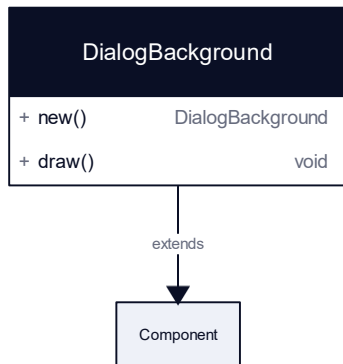 DialogBackground
+ new() DialogBackground
+ draw() void
extends
Component